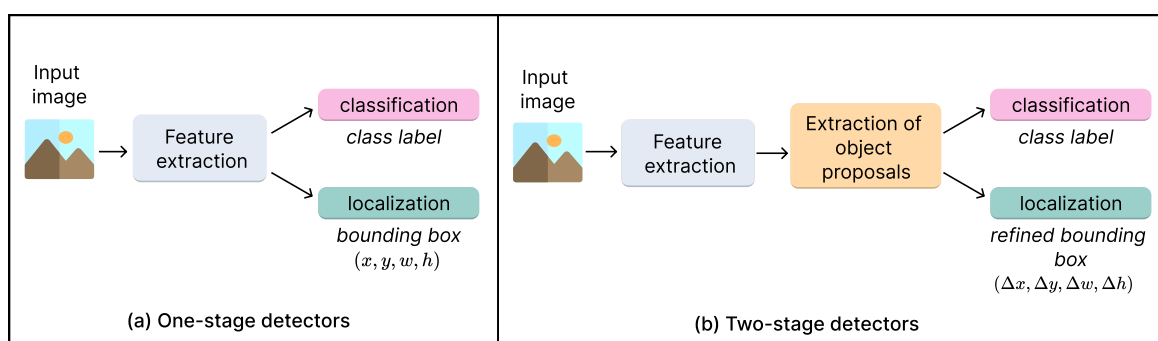 Input
image
Feature
extraction
classification
class label
localization
bounding box
(x, y, w, h)
(a) One-stage detectors
Input
image
Feature
extraction
Extraction of
object
proposals
classification
class label
localization
refined bounding
box
(Δx, Δy, Δw, Δh)
(b) Two-stage detectors